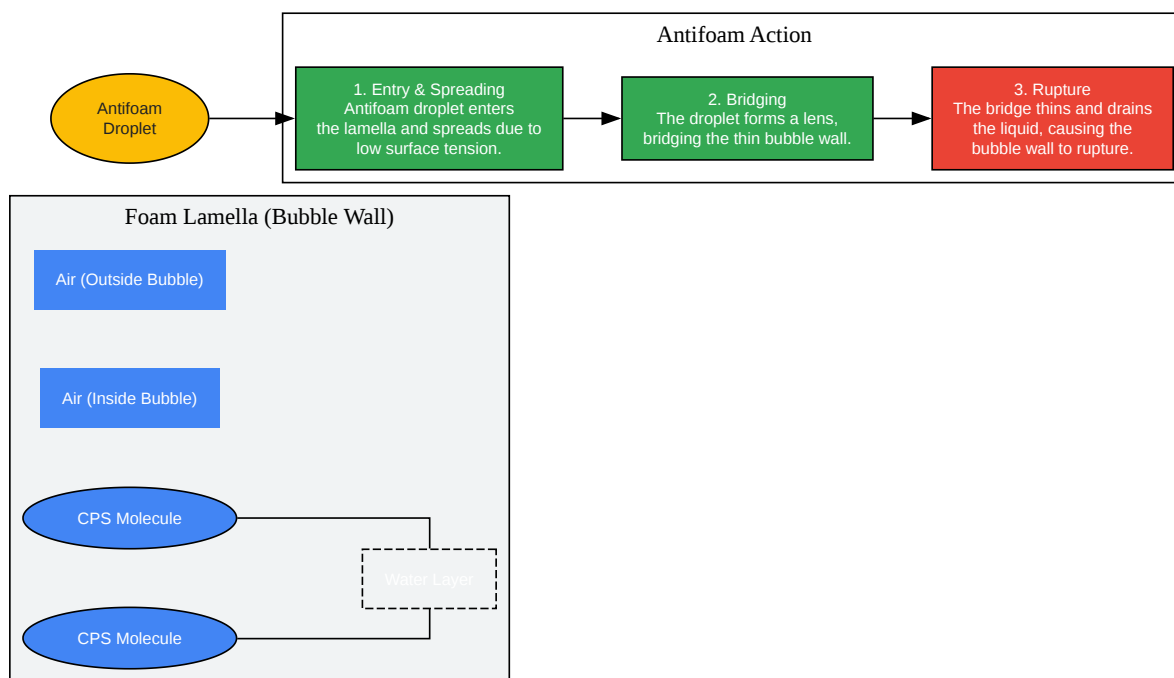 Antifoam Action
Antifoam
Droplet
1. Entry & Spreading
Antifoam droplet enters
the lamella and spreads due to
low surface tension.
2. Bridging
The droplet forms a lens,
bridging the thin bubble wall.
3. Rupture
The bridge thins and drains
the liquid, causing the
bubble wall to rupture.
Foam Lamella (Bubble Wall)
Air (Outside Bubble)
Air (Inside Bubble)
CPS Molecule
Water Layer
CPS Molecule